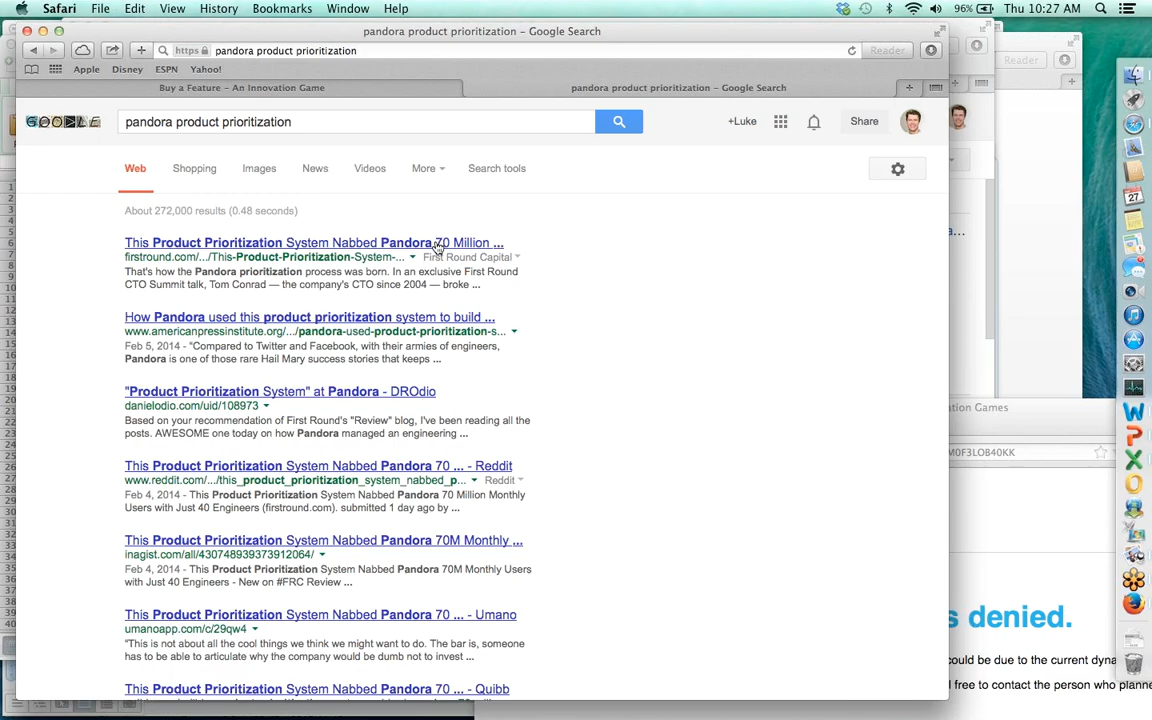 Safari File Edit View History Bookmarks Window Help 96% Thu 10:27 AM
pandora product prioritization – Google Search
https pandora product prioritization Reader
Reader
Apple Disney ESPN Yahoo!
Buy a Feature – An Innovation Game pandora product prioritization – Google Search
GOOGLE pandora product prioritization +Luke Share
Web Shopping Images News Videos More Search tools
About 272,000 results (0.48 seconds)
This Product Prioritization System Nabbed Pandora 70 Million ...
firstround.com/.../This-Product-Prioritization-System-... First Round Capital
That's how the Pandora prioritization process was born. In an exclusive First Round
CTO Summit talk, Tom Conrad — the company's CTO since 2004 — broke ...
How Pandora used this product prioritization system to build ...
www.americanpressinstitute.org/.../pandora-used-product-prioritization-s...
Feb 5, 2014 - "Compared to Twitter and Facebook, with their armies of engineers,
Pandora is one of those rare Hail Mary success stories that keeps ...
"Product Prioritization System" at Pandora - DROdio
danielodio.com/uid/108973
Based on your recommendation of First Round's "Review" blog, I've been reading all the
posts. AWESOME one today on how Pandora managed an engineering ...
This Product Prioritization System Nabbed Pandora 70 ... - Reddit
www.reddit.com/.../this_product_prioritization_system_nabbed_p... Reddit
Feb 4, 2014 - This Product Prioritization System Nabbed Pandora 70 Million Monthly
Users with Just 40 Engineers (firstround.com). submitted 1 day ago by ...
This Product Prioritization System Nabbed Pandora 70M Monthly ...
inagist.com/all/430748939373912064/
Feb 4, 2014 - This Product Prioritization System Nabbed Pandora 70M Monthly Users
with Just 40 Engineers - New on #FRC Review ...
This Product Prioritization System Nabbed Pandora 70 ... - Umano
umanoapp.com/c/29qw4
"This is not about all the cool things we think we might want to do. The bar is, someone
has to be able to articulate why the company would be dumb not to invest ...
This Product Prioritization System Nabbed Pandora 70 ... - Quibb
ation Games
M0F3LOB40KK
s denied.
ould be due to the current dyna
free to contact the person who planne